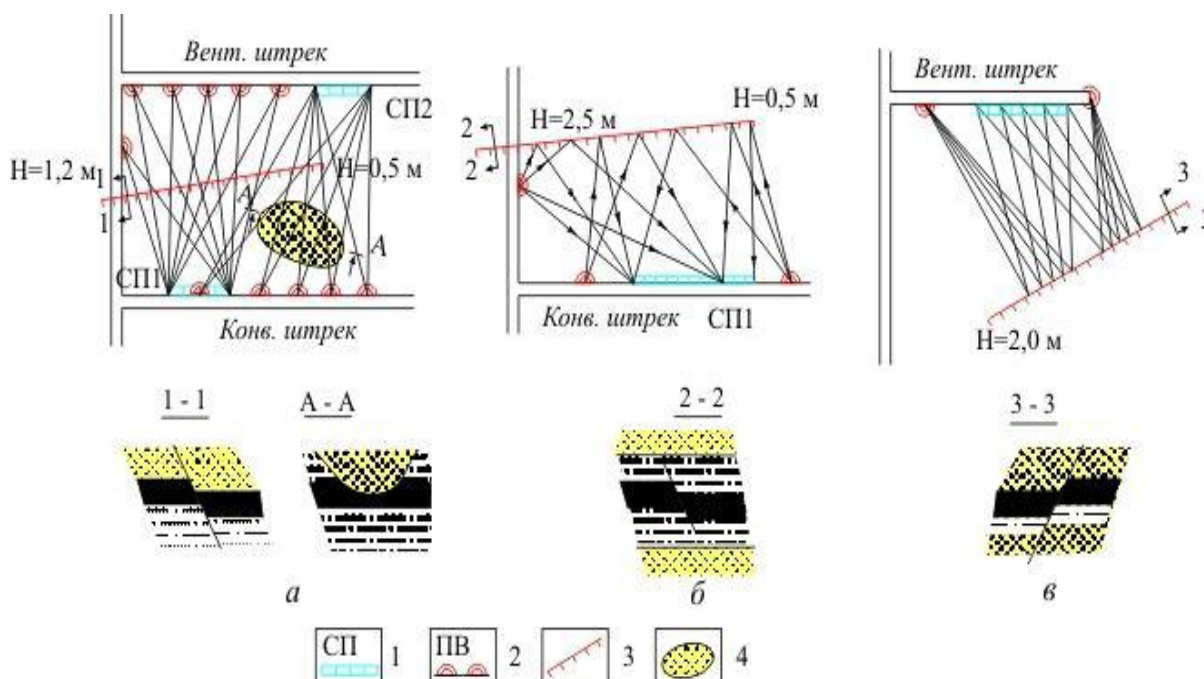 Вент. штрек
СП2
H=1,2 м
1
1
H=0,5 м
А
А
СП1
Конв. штрек
H=0,5 м
2
H=2,5 м
2
Конв. штрек
СП1
Вент. штрек
3
H=2,0 м
1 - 1
А - А
2 - 2
3 - 3
а
б
в
СП 1
ПВ 2
3
4